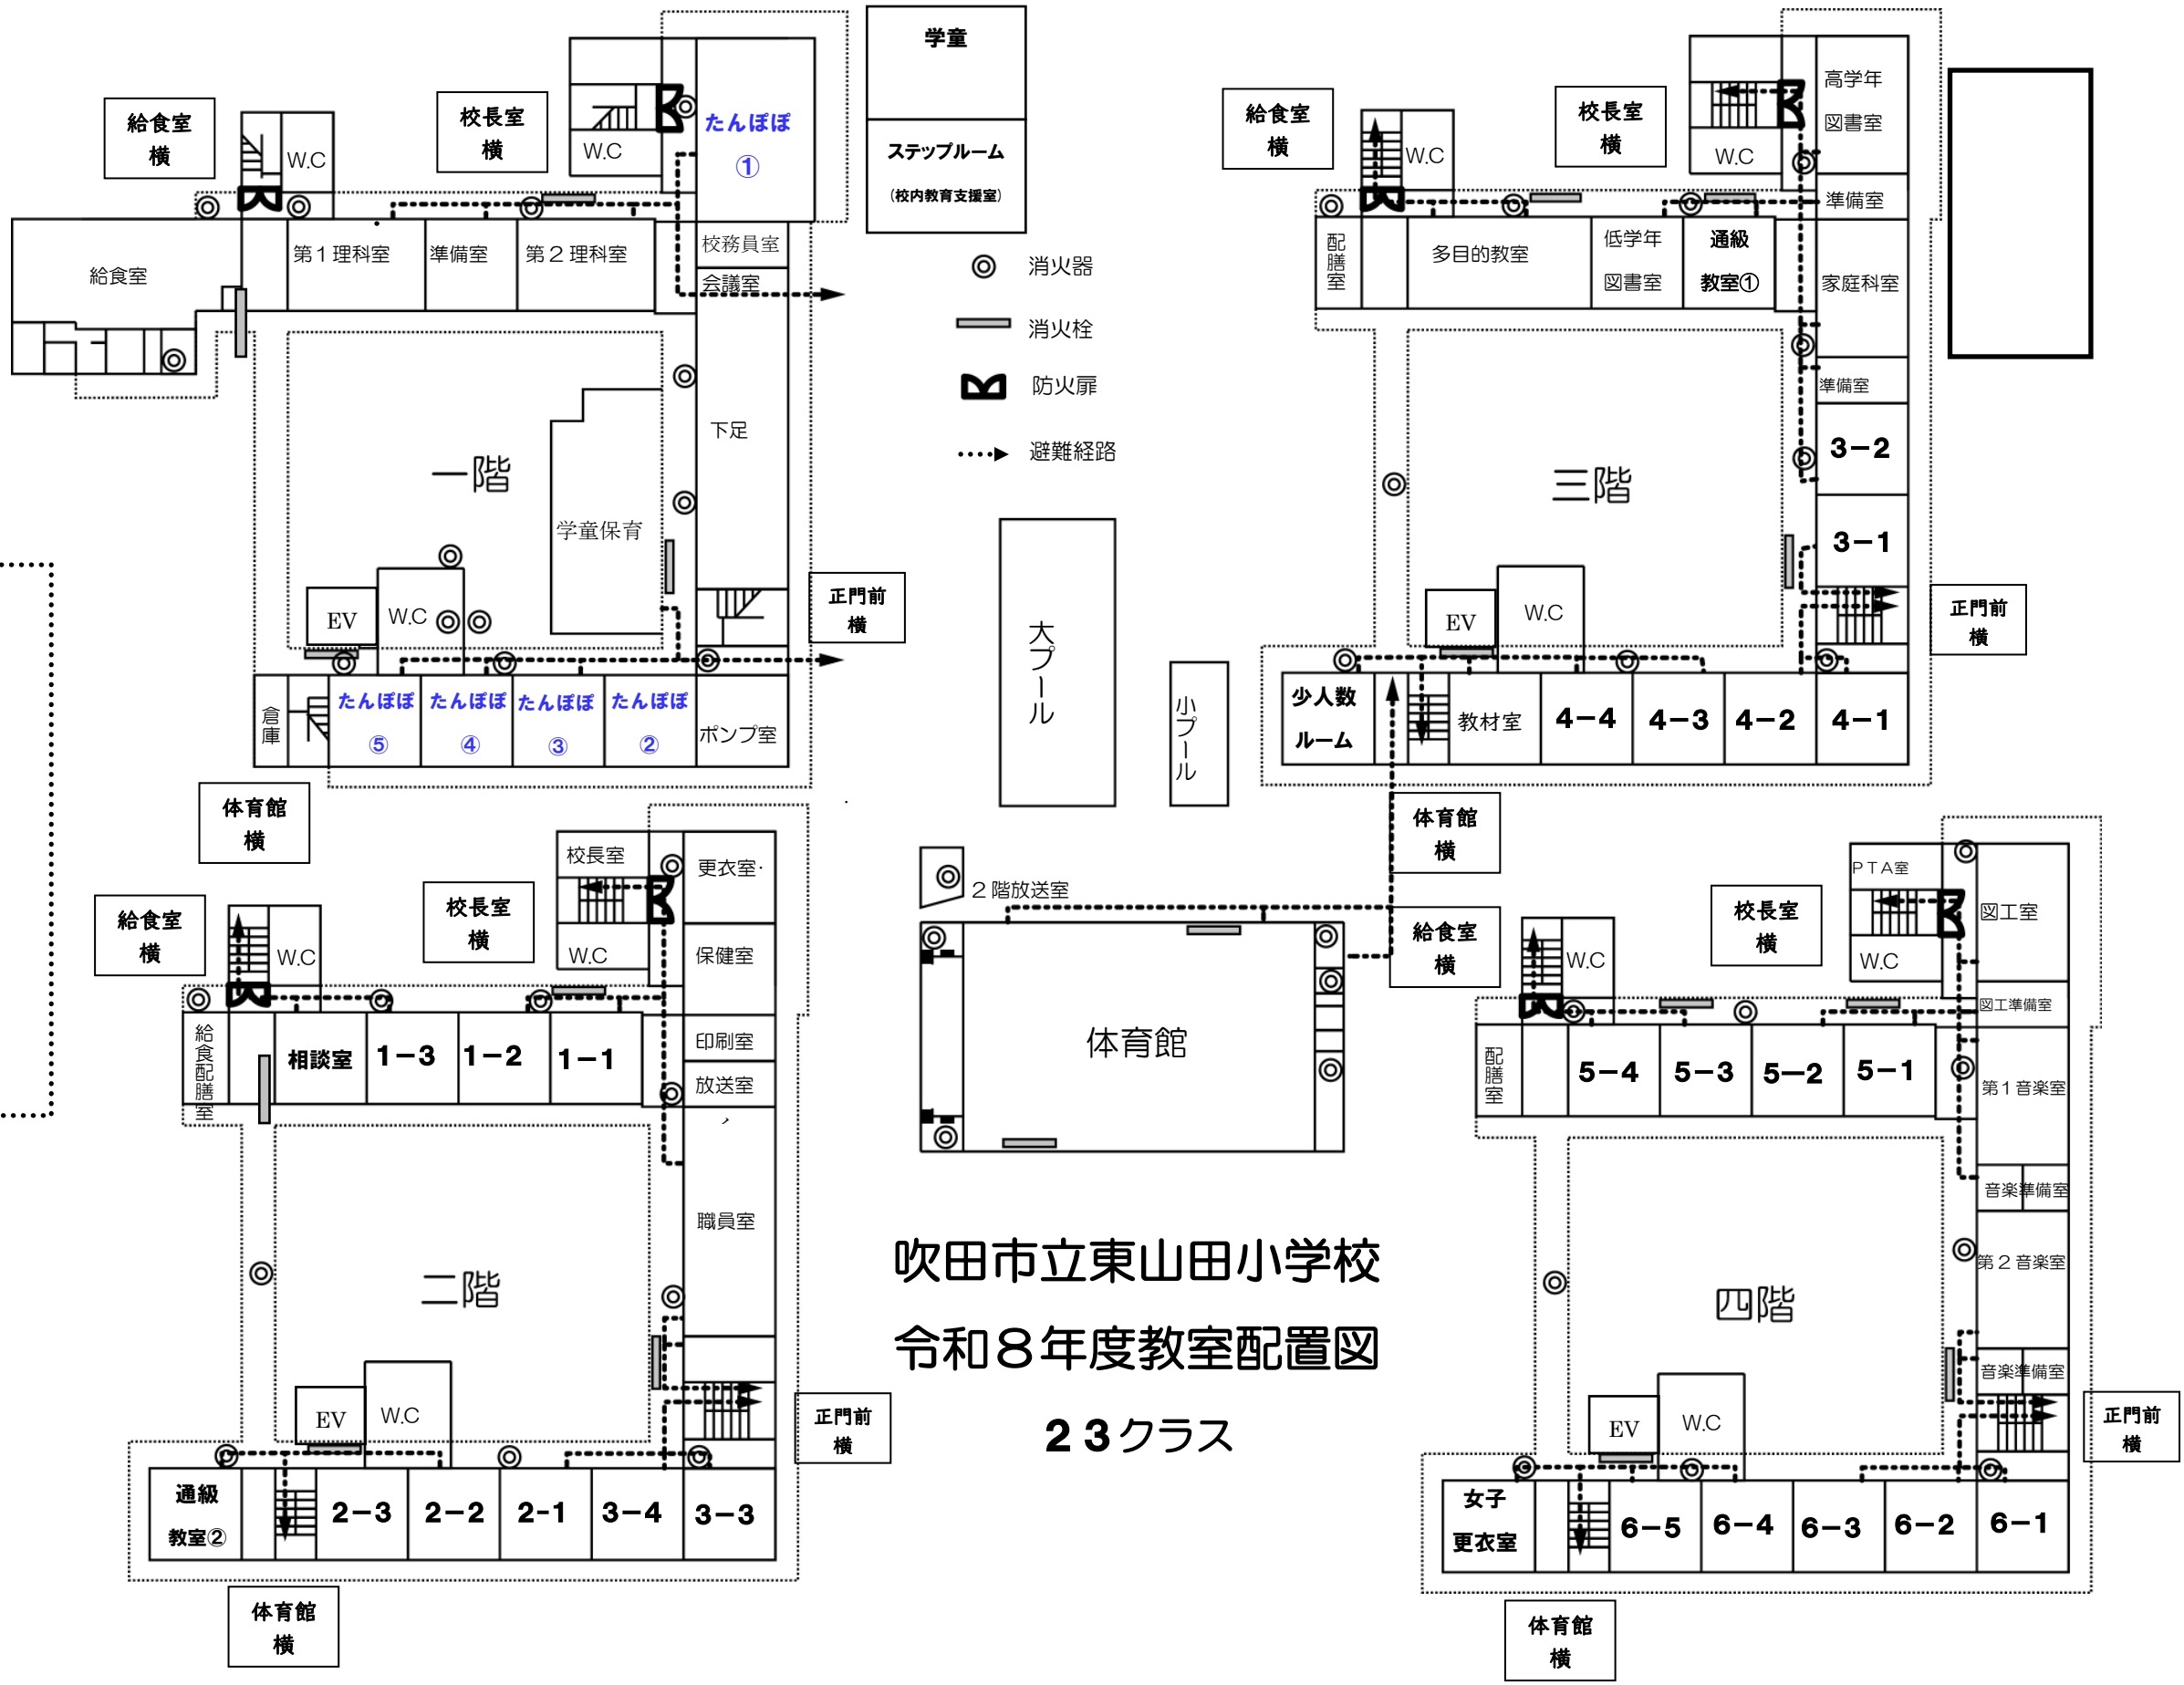 給食室
横
W.C
校長室
横
W.C
たんぽぽ
①
学童
ステップルーム
(校内教育支援室)
給食室
第1理科室
準備室
第2理科室
校務員室
会議室
下足
一階
学童保育
EV
W.C
正門前
横
倉庫
たんぽぽ
⑤
たんぽぽ
④
たんぽぽ
③
たんぽぽ
②
ポンプ室
体育館
横
消火器
消火栓
防火扉
避難経路
大プール
小プール
給食室
横
W.C
校長室
横
W.C
高学年
図書室
準備室
配膳室
多目的教室
低学年
図書室
通級
教室①
家庭科室
準備室
3−2
3−1
三階
EV
W.C
正門前
横
少人数
ルーム
教材室
4−4
4−3
4−2
4−1
体育館
横
給食室
横
2階放送室
体育館
給食室
横
W.C
校長室
横
校長室
W.C
更衣室
保健室
印刷室
放送室
職員室
給食配膳室
相談室
1−3
1−2
1−1
二階
EV
W.C
正門前
横
通級
教室②
2−3
2−2
2-1
3−4
3−3
体育館
横
吹田市立東山田小学校
令和8年度教室配置図
23クラス
校長室
横
PTA室
W.C
W.C
図工室
図工準備室
第1音楽室
音楽準備室
第2音楽室
音楽準備室
配膳室
5−4
5−3
5−2
5−1
四階
EV
W.C
正門前
横
女子
更衣室
6−5
6−4
6−3
6−2
6−1
体育館
横